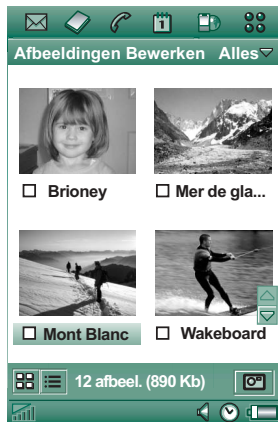 Afbeeldingen Bewerken Alles
Brioney
Mer de gla...
Mont Blanc
Wakeboard
12 afbeel. (890 Kb)